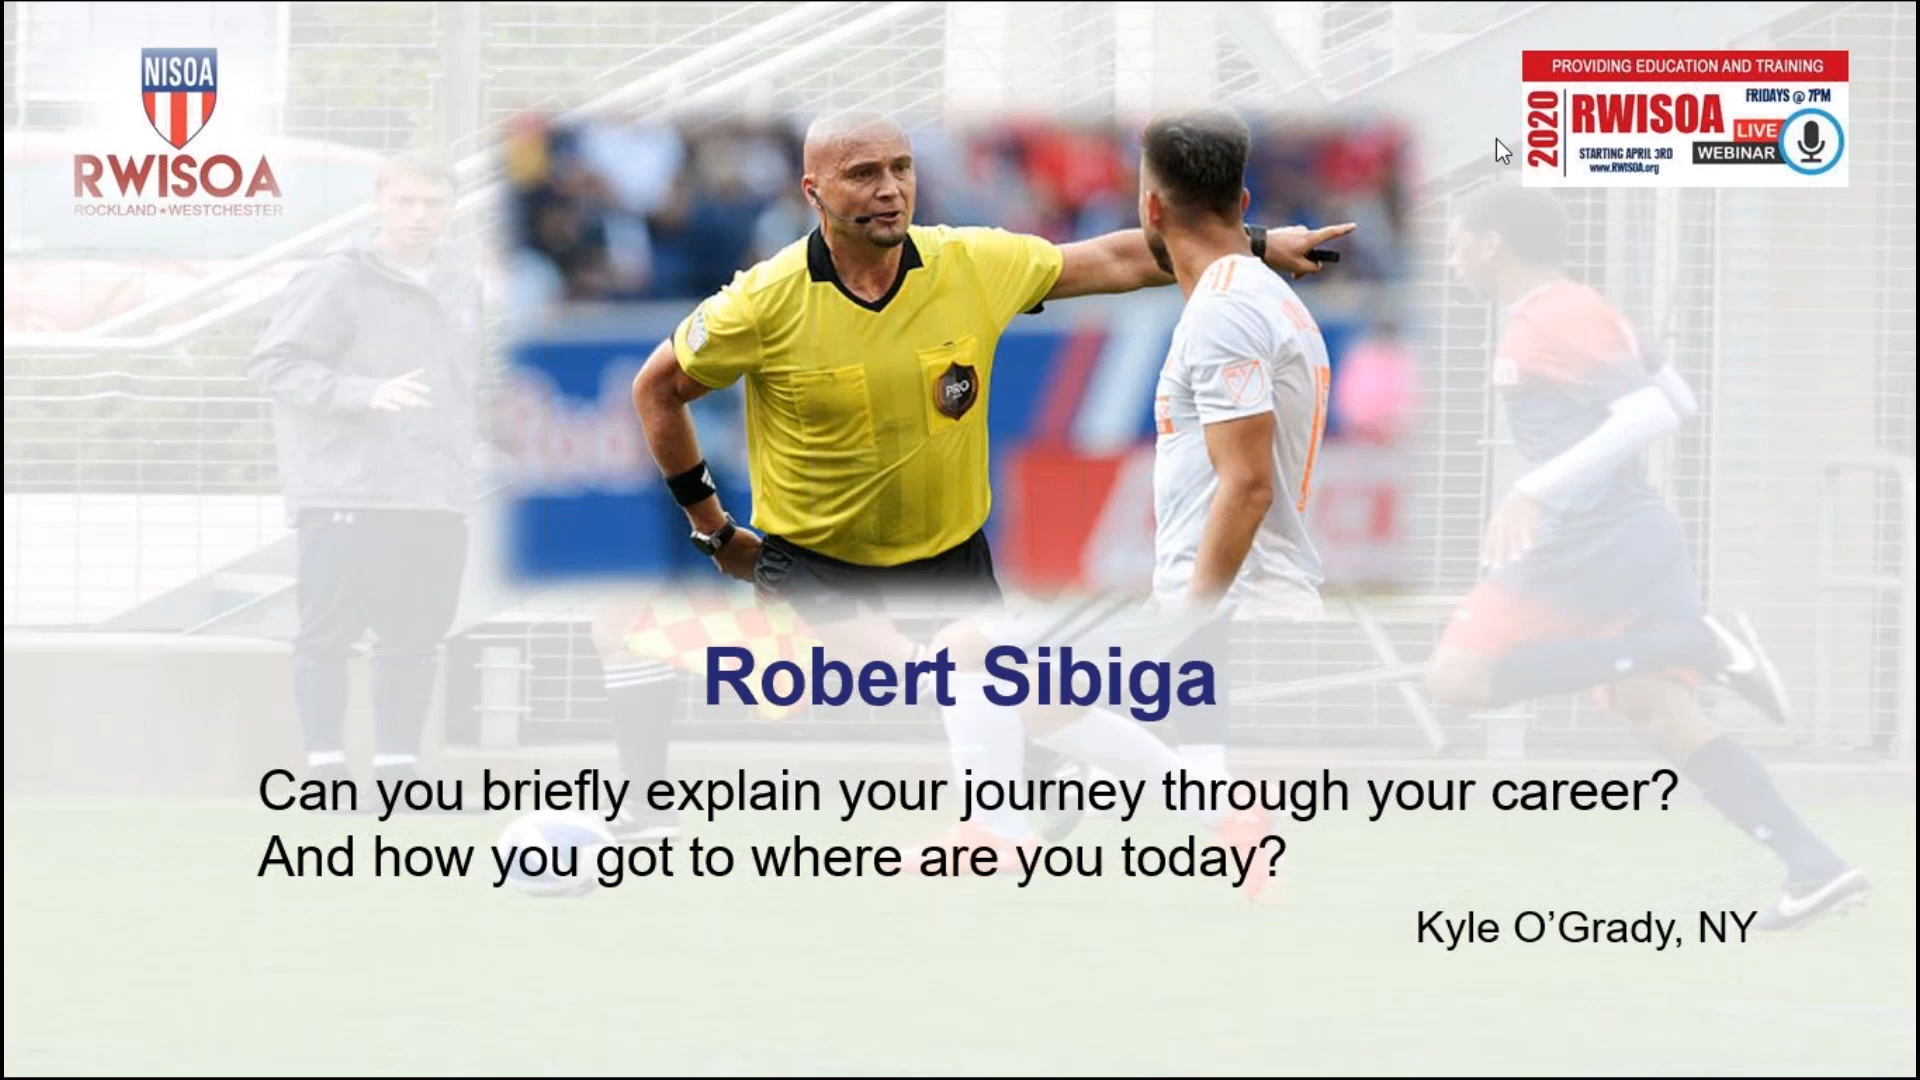 NISOA
RWISOA
ROCKLAND★WESTCHESTER
PROVIDING EDUCATION AND TRAINING
2020
RWISOA
FRIDAYS @ 7PM
LIVE
WEBINAR
STARTING APRIL 3RD
www.RWISOA.org
PRO
Robert Sibiga
Can you briefly explain your journey through your career?
And how you got to where are you today?
Kyle O’Grady, NY